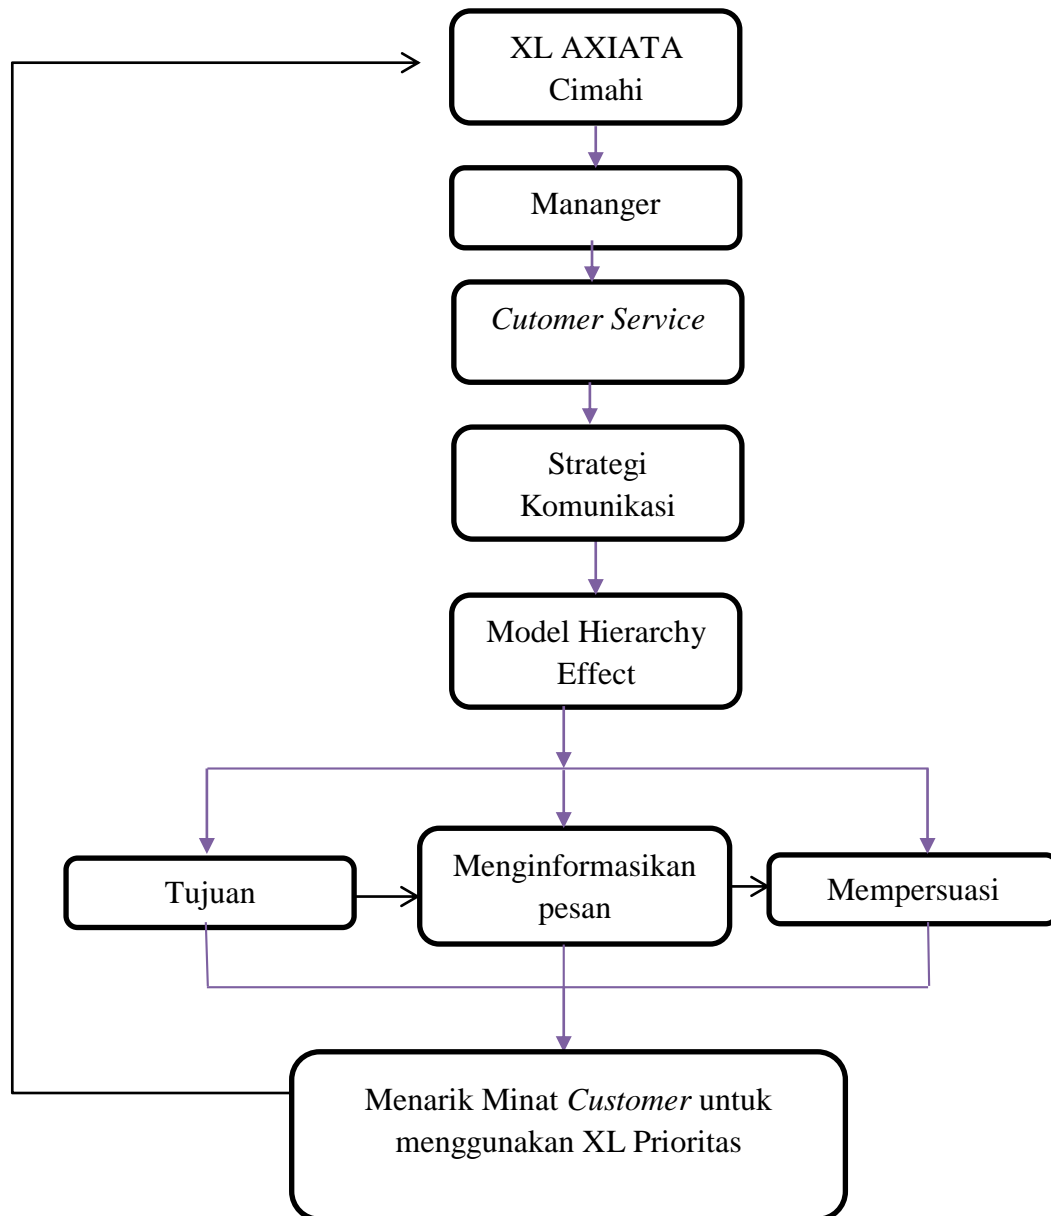 XL AXIATA
Cimahi
Mananger
Cutomer Service
Strategi
Komunikasi
Model Hierarchy
Effect
Tujuan
Menginformasikan
pesan
Mempersuasi
Menarik Minat Customer untuk
menggunakan XL Prioritas